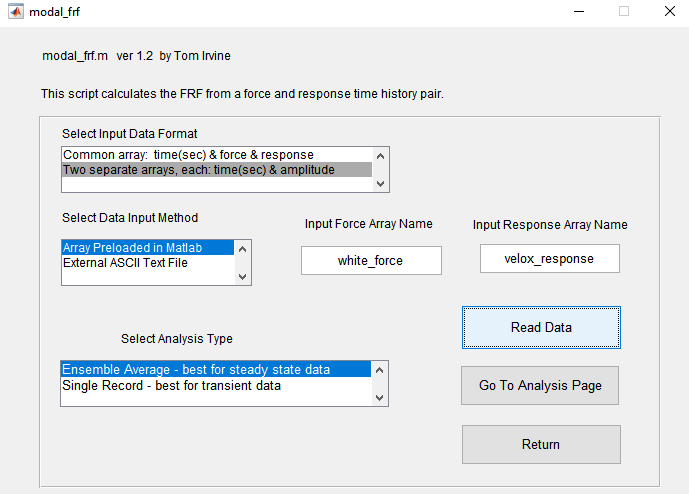 modal_frf
modal_frf.m ver 1.2 by Tom Irvine
This script calculates the FRF from a force and response time history pair.
Select Input Data Format
Common array: time(sec) & force & response
Two separate arrays, each: time(sec) & amplitude
Select Data Input Method
Input Force Array Name
Input Response Array Name
Array Preloaded in Matlab
External ASCII Text File
white_force
velox_response
Read Data
Select Analysis Type
Ensemble Average - best for steady state data
Single Record - best for transient data
Go To Analysis Page
Return